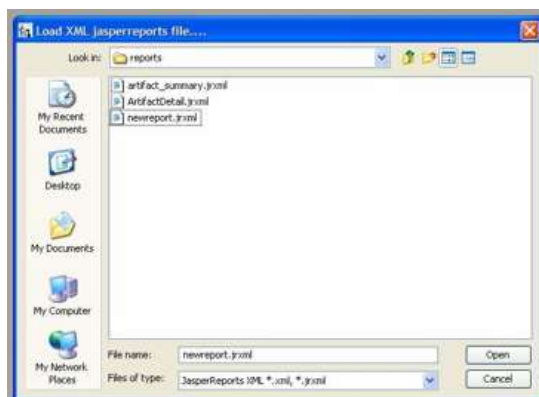 Load XML jasperreports file....
Look in: reports
artifact_summary.jrxml
ArtifactDetail.jrxml
newreport.jrxml
My Recent
Documents
Desktop
My Documents
My Computer
My Network
Places
File name: newreport.jrxml Open
Files of type: JasperReports XML *.xml, *.jrxml Cancel